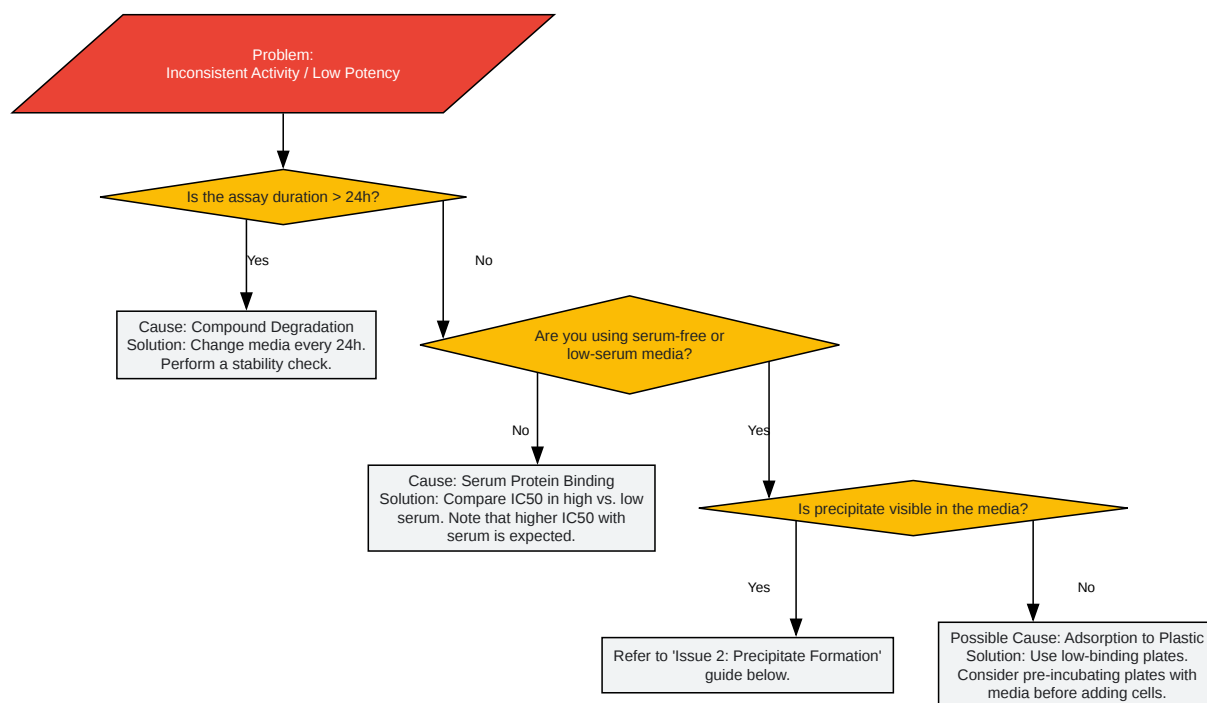 Problem:
Inconsistent Activity / Low Potency
Is the assay duration > 24h?
Yes
No
Cause: Compound Degradation
Solution: Change media every 24h.
Perform a stability check.
Are you using serum-free or
low-serum media?
No
Yes
Cause: Serum Protein Binding
Solution: Compare IC50 in high vs. low
serum. Note that higher IC50 with
serum is expected.
Is precipitate visible in the media?
Yes
No
Refer to 'Issue 2: Precipitate Formation'
guide below.
Possible Cause: Adsorption to Plastic
Solution: Use low-binding plates.
Consider pre-incubating plates with
media before adding cells.